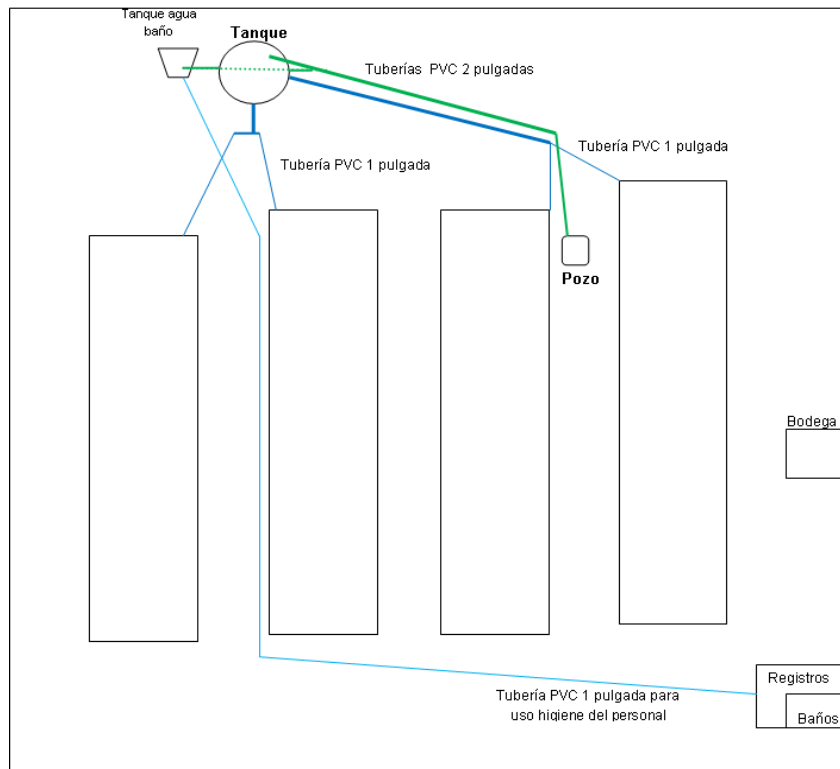 Tanque agua
baño
Tanque
Tuberías PVC 2 pulgadas
Tubería PVC 1 pulgada
Tubería PVC 1 pulgada
Pozo
Bodega
Registros
Tubería PVC 1 pulgada para
uso higiene del personal
Baños